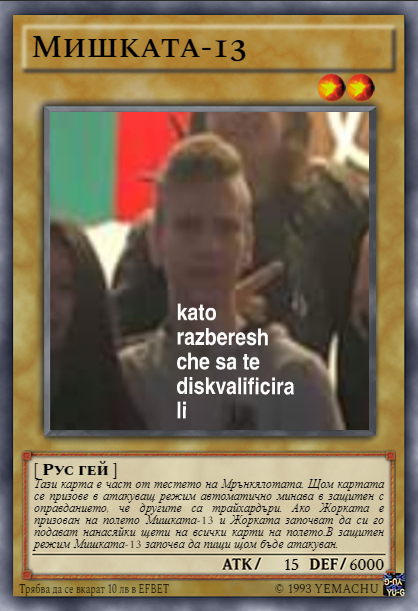 Мишката-13
kato
razberesh
che sa te
diskvalificira
li
[ Рус гей ]
Тази карта е част от тестето на Мрънкялотата. Щом картата
се призове в атакуващ режим автоматично минава в защитен с
оправданието, че другите са трайхардъри. Ако Жорката е
призован на полето Мишката-13 и Жорката започват да си го
подават нанасяйки щети на всички карти на полето.В защитен
режим Мишката-13 започва да пищи щом бъде атакуван.
ATK/ 15 DEF/6000
Трябва да се вкарат 10 лв в EFBET © 1993 YEMACHU